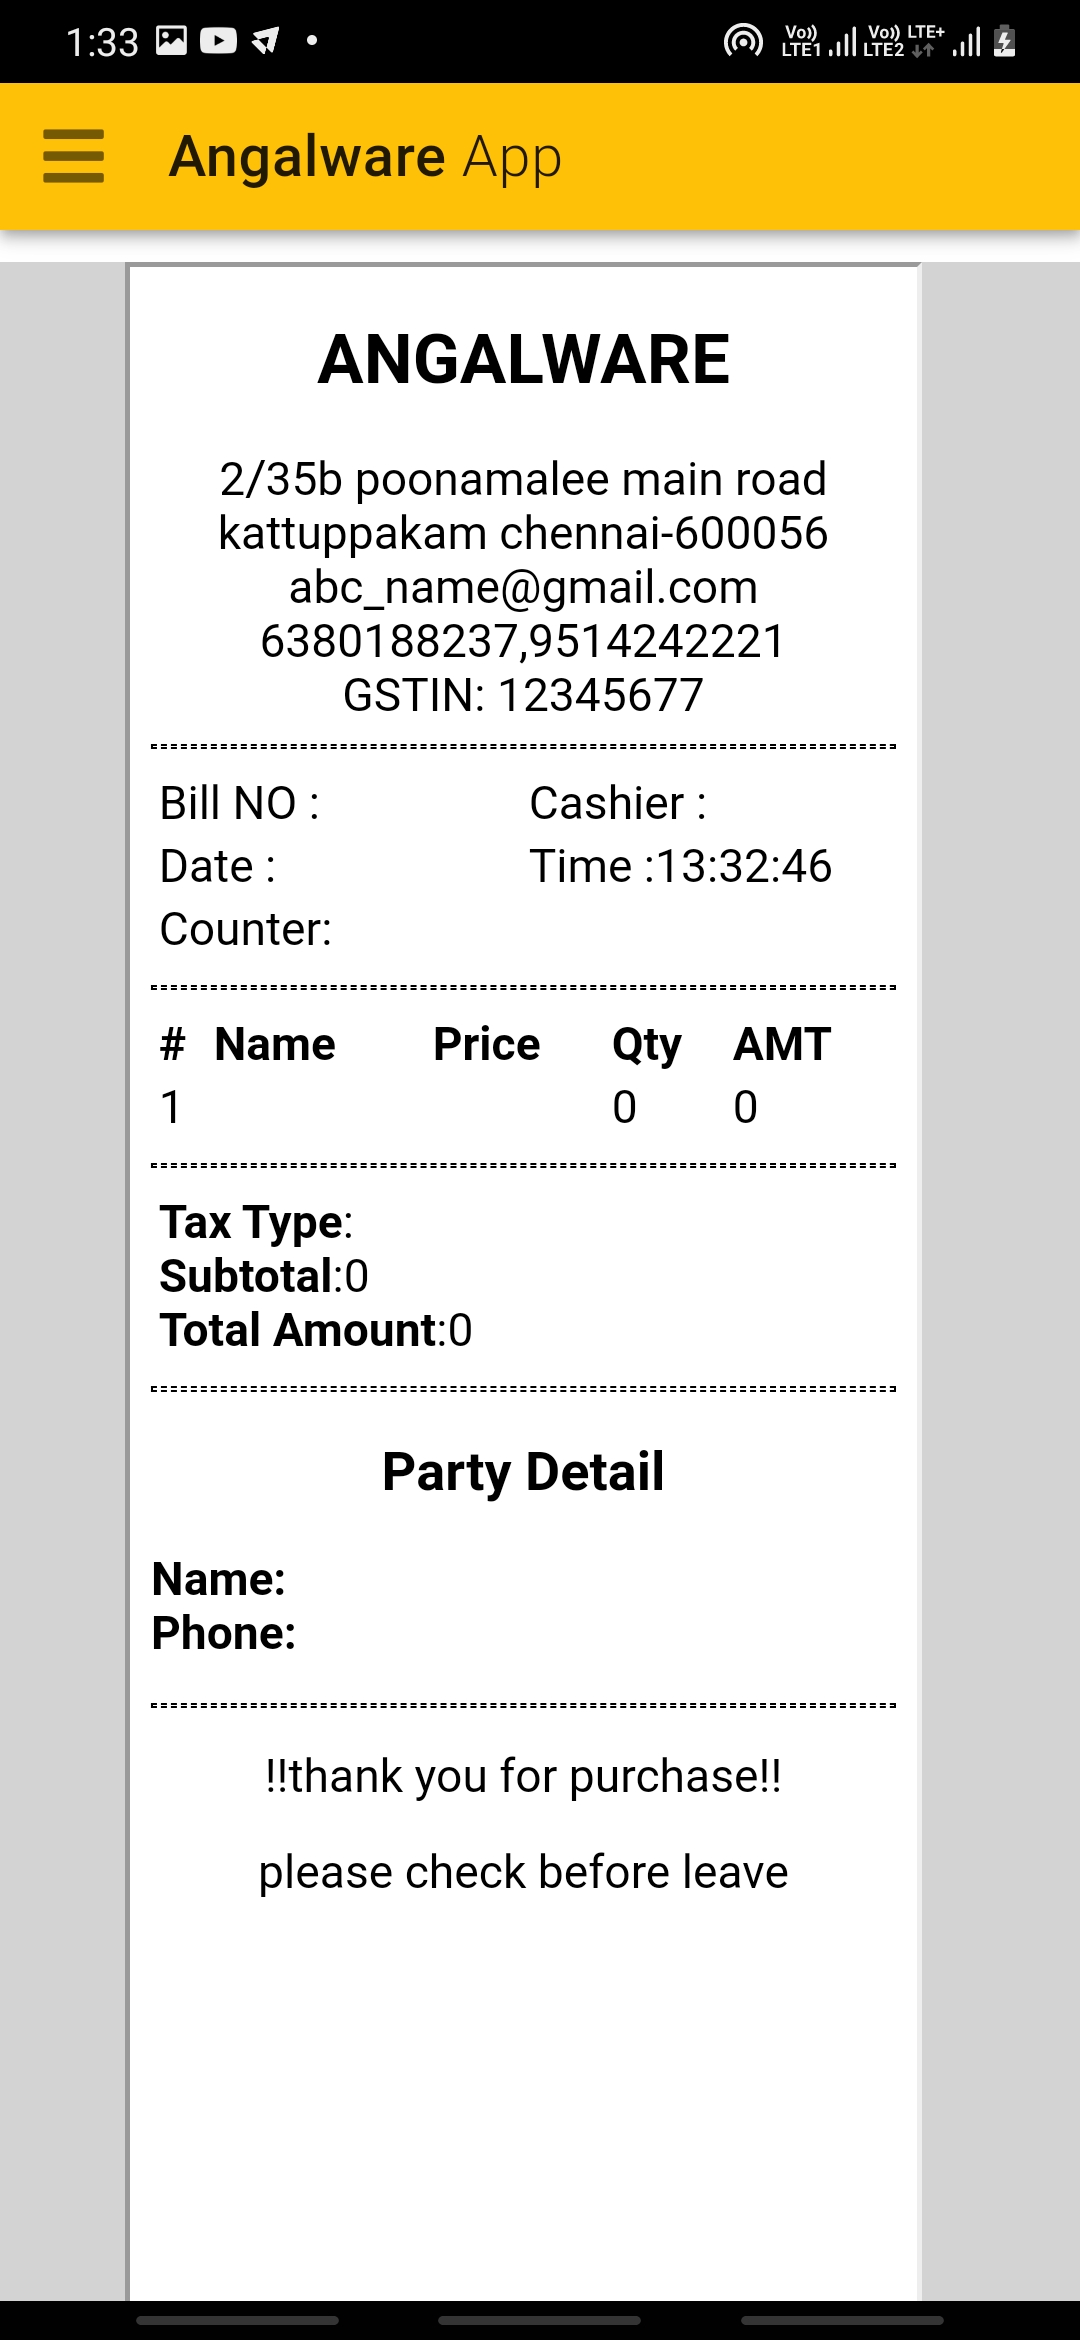 1:33
Vo)) LTE1 Vo)) LTE2 LTE+
Angalware App
ANGALWARE
2/35b poonamalee main road
kattuppakam chennai-600056
abc_name@gmail.com
6380188237,9514242221
GSTIN: 12345677
Bill NO : Cashier :
Date : Time :13:32:46
Counter:
# Name Price Qty AMT
1 0 0
Tax Type:
Subtotal:0
Total Amount:0
Party Detail
Name:
Phone:
!!thank you for purchase!!
please check before leave